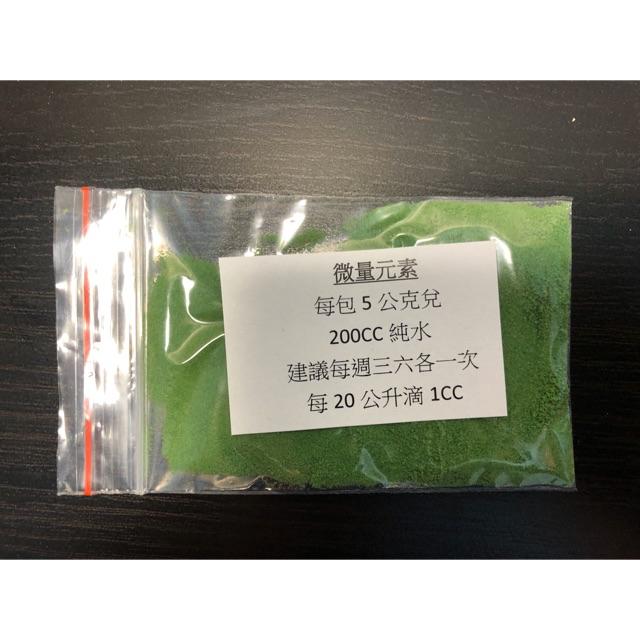 微量元素
每包 5 公克兌
200CC 純水
建議每週三六各一次
每 20 公升滴 1CC